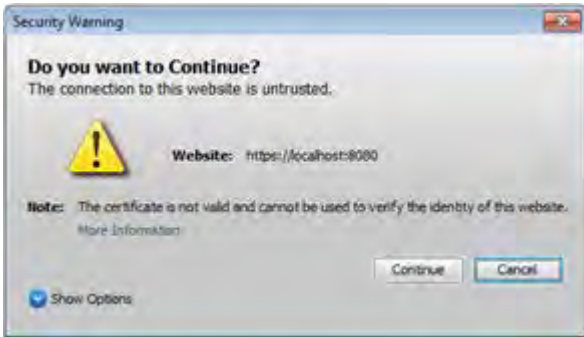 Security Warning
Do you want to Continue?
The connection to this website is untrusted.
Website: https://localhost:8080
Note: The certificate is not valid and cannot be used to verify the identity of this website.
More Information
Continue Cancel
Show Options